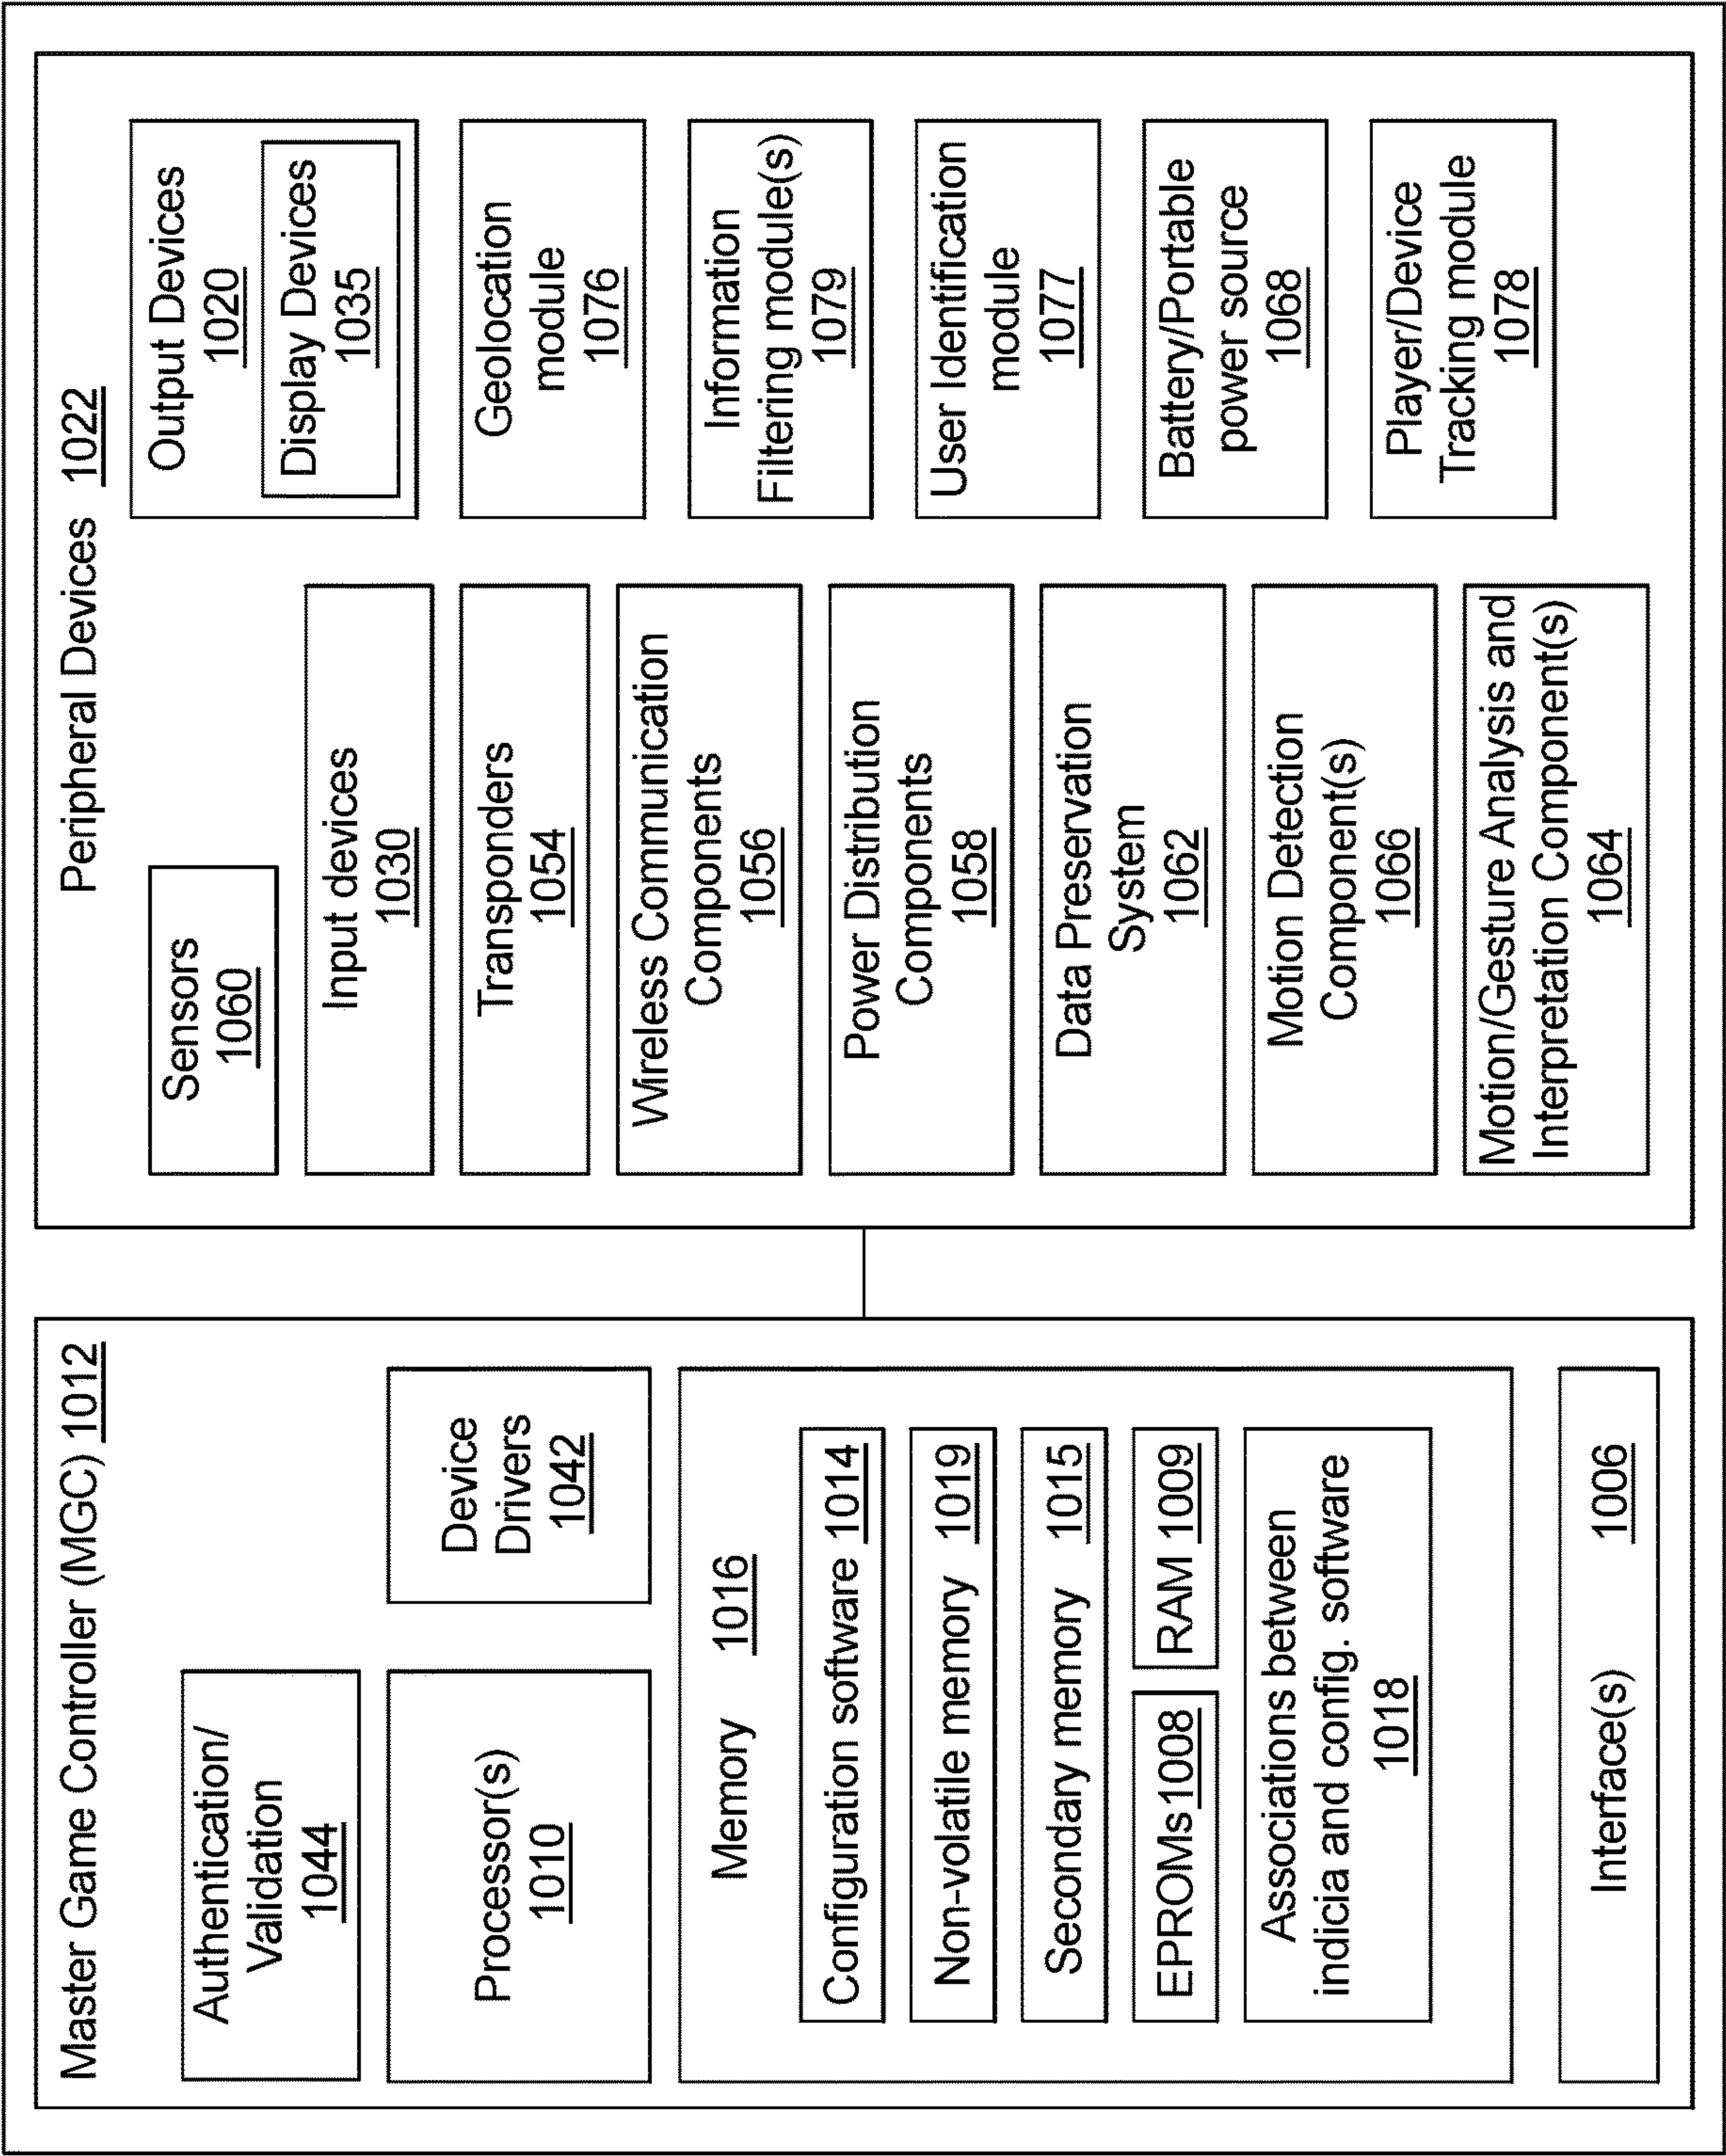 Master Game Controller (MGC) 1012
Authentication/
Validation
1044
Processor(s)
1010
Device
Drivers
1042
Memory 1016
Configuration software 1014
Non-volatile memory 1019
Secondary memory 1015
EPROMs 1008
RAM 1009
Associations between
indicia and config. software
1018
Interface(s) 1006
Peripheral Devices 1022
Sensors
1060
Input devices
1030
Transponders
1054
Wireless Communication
Components
1056
Power Distribution
Components
1058
Data Preservation
System
1062
Motion Detection
Component(s)
1066
Motion/Gesture Analysis and
Interpretation Component(s)
1064
Output Devices
1020
Display Devices
1035
Geolocation
module
1076
Information
Filtering module(s)
1079
User Identification
module
1077
Battery/Portable
power source
1068
Player/Device
Tracking module
1078